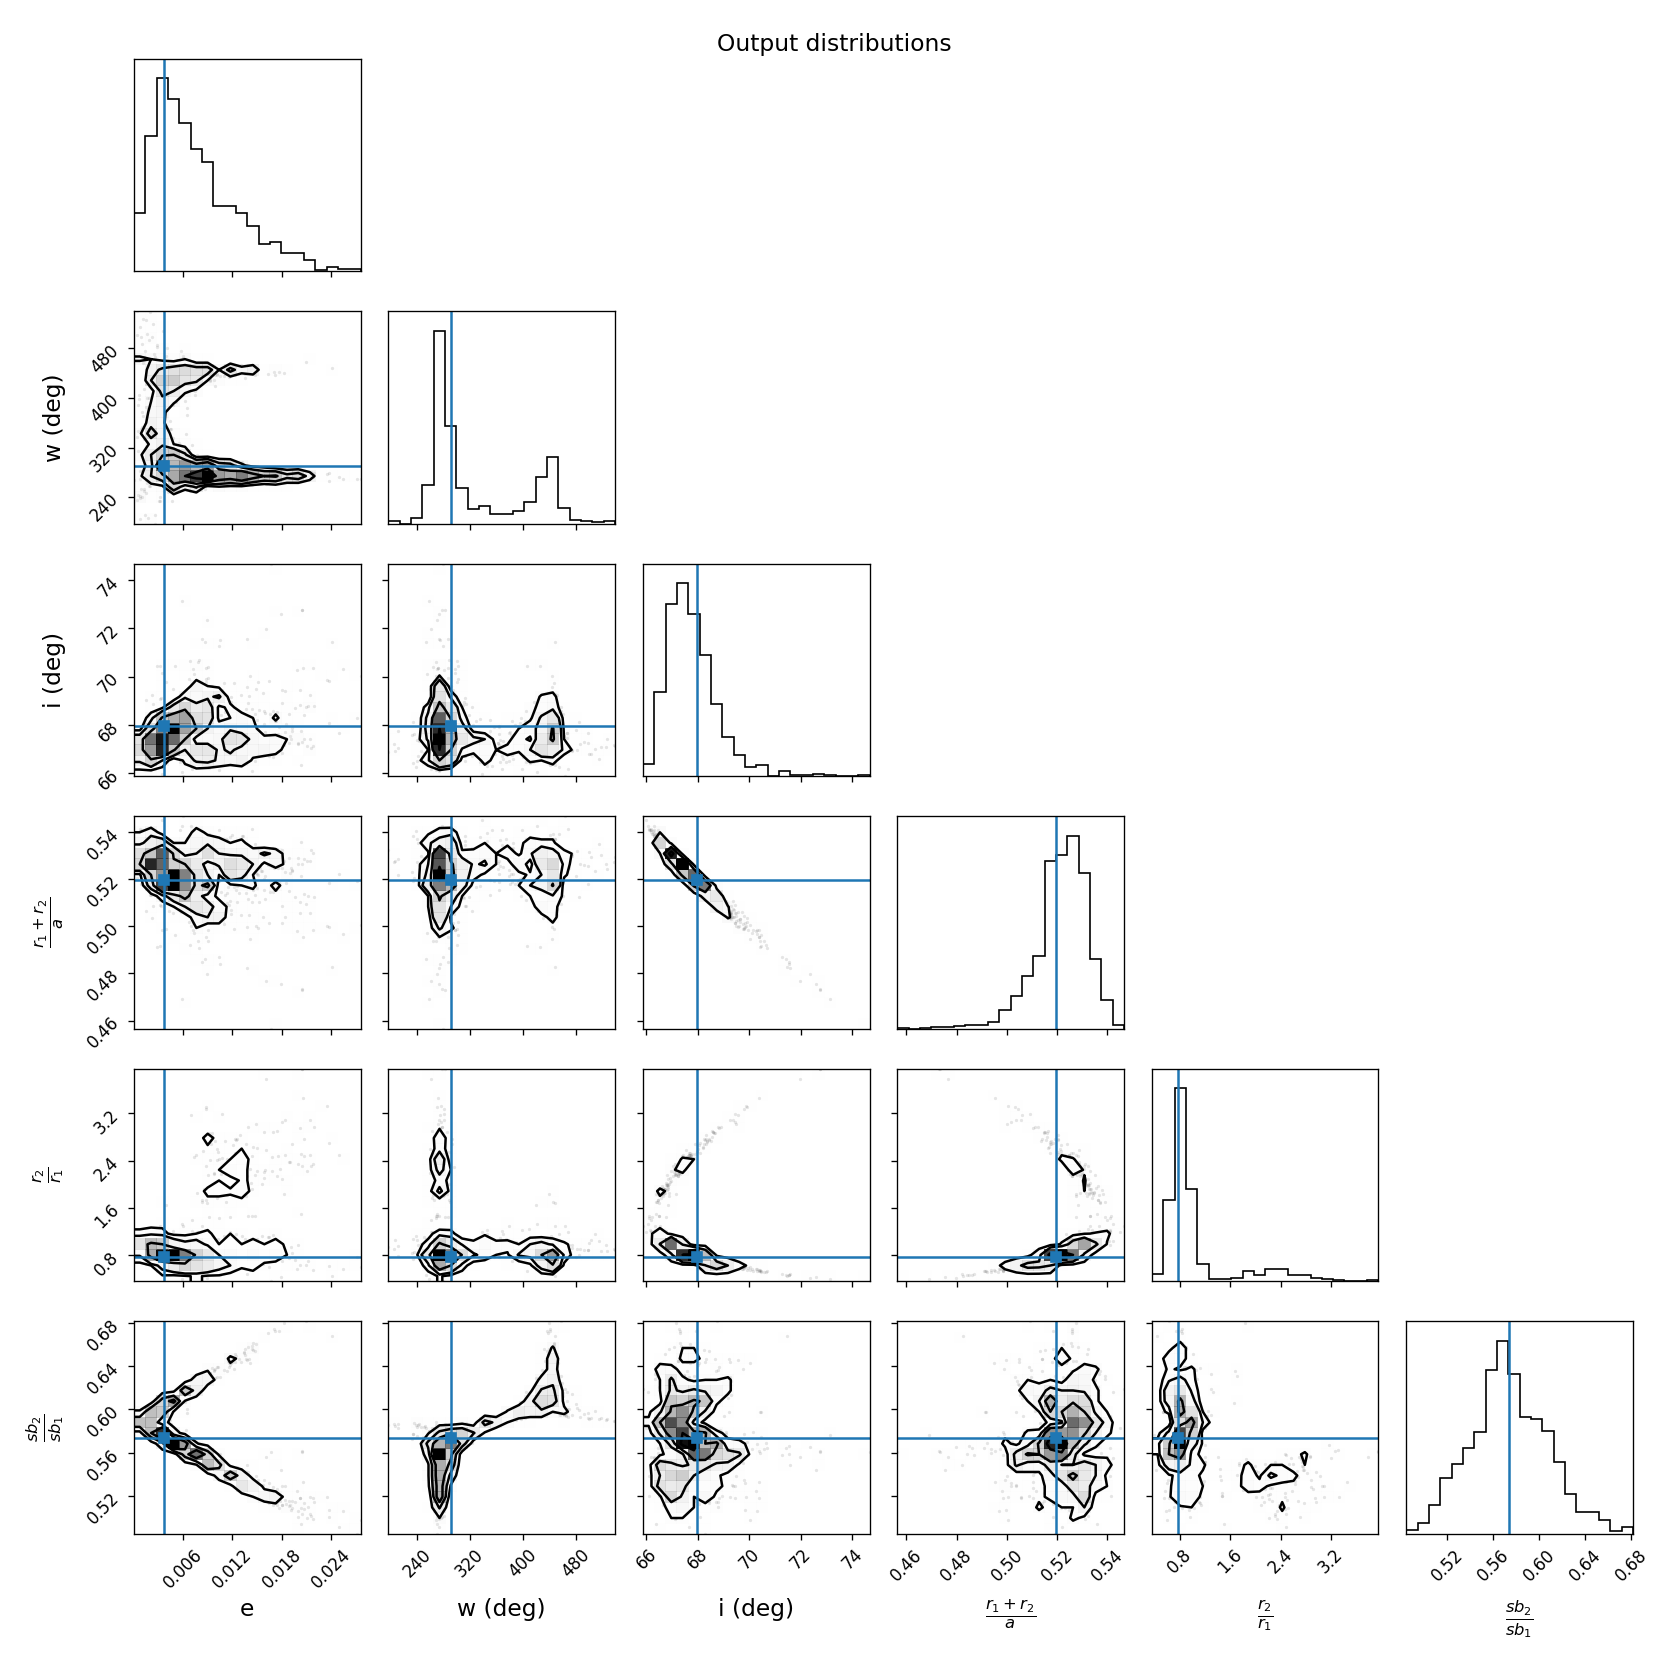 Output distributions
480
400
320
240
w (deg)
74
72
70
68
66
i (deg)
0.54
0.52
0.50
0.48
0.46
r₁ + r₂
a
3.2
2.4
1.6
0.8
r₂
r₁
0.68
0.64
0.60
0.56
0.52
sb₂
sb₁
0.006 0.012 0.018 0.024
240 320 400 480
66 68 70 72 74
0.46 0.48 0.50 0.52 0.54
0.8 1.6 2.4 3.2
0.52 0.56 0.60 0.64 0.68
e
w (deg)
i (deg)
r₁ + r₂
a
r₂
r₁
sb₂
sb₁